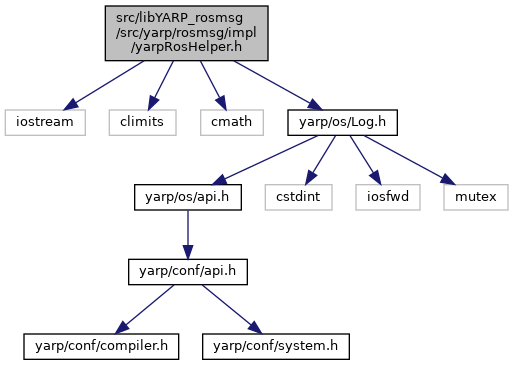 src/libYARP_rosmsg
/src/yarp/rosmsg/impl
/yarpRosHelper.h
iostream
climits
cmath
yarp/os/Log.h
yarp/os/api.h
cstdint
iosfwd
mutex
yarp/conf/api.h
yarp/conf/compiler.h
yarp/conf/system.h